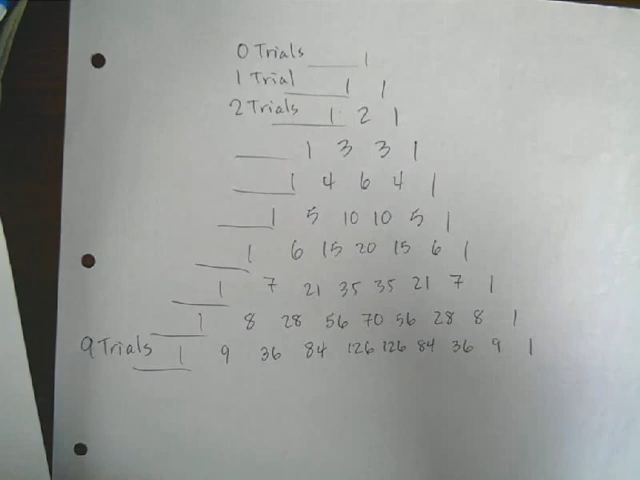 0 Trials 1
1 Trial 1 1
2 Trials 1 2 1
1 3 3 1
1 4 6 4 1
1 5 10 10 5 1
1 6 15 20 15 6 1
1 7 21 35 35 21 7 1
1 8 28 56 70 56 28 8 1
9 Trials 1 9 36 84 126 126 84 36 9 1